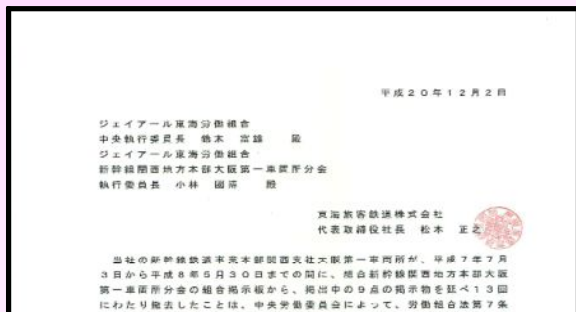 平成20年12月2日
ジェイアール東海労働組合
中央執行委員長 鈴木 富雄 殿
ジェイアール東海労働組合
新幹線関西地方本部大阪第一車両所分会
執行委員長 小林 國博 殿
東海旅客鉄道株式会社
代表取締役社長 松本 正之
当社の新幹線鉄道事業本部関西支社大阪第一車両所が、平成7年7月
3日から平成8年5月30日までの間に、組合新幹線関西地方本部大阪
第一車両所分会の組合掲示板から、掲出中の9点の掲示物を延べ13回
にわたり撤去したことは、中央労働委員会によって、労働組合法第7条